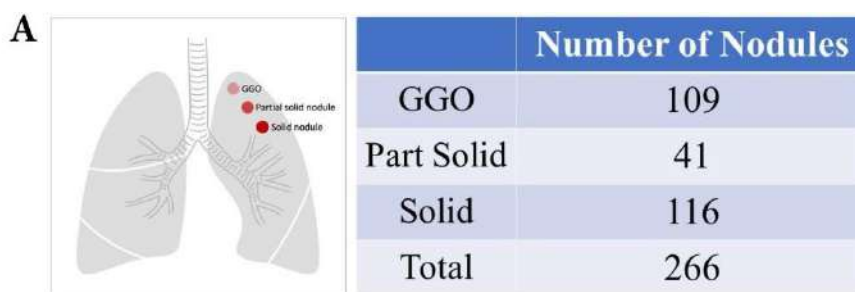 A
GGO
Partial solid nodule
Solid nodule
Number of Nodules
GGO 109
Part Solid 41
Solid 116
Total 266